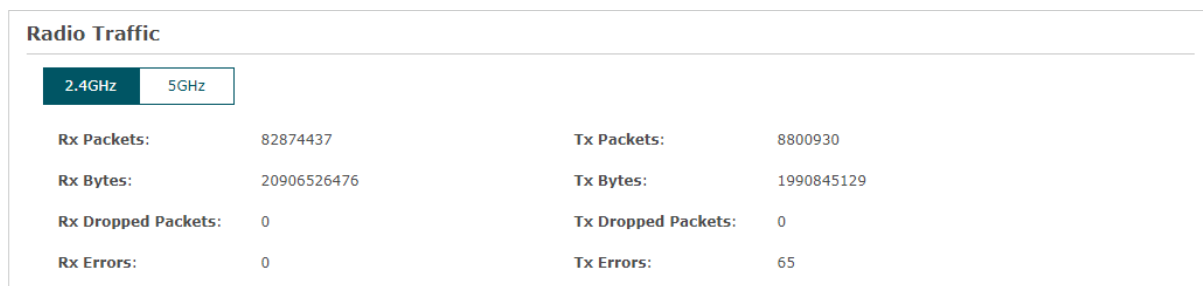 Radio Traffic
2.4GHz 5GHz
Rx Packets: 82874437 Tx Packets: 8800930
Rx Bytes: 20906526476 Tx Bytes: 1990845129
Rx Dropped Packets: 0 Tx Dropped Packets: 0
Rx Errors: 0 Tx Errors: 65